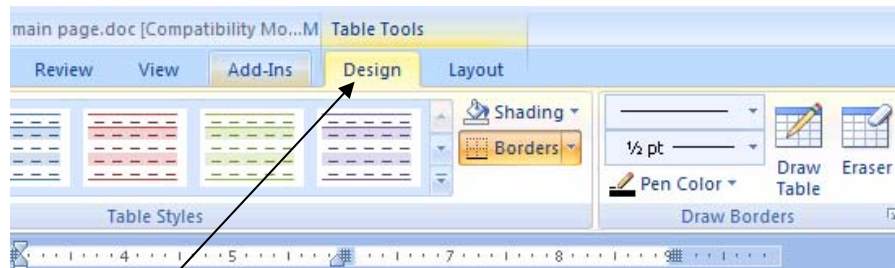 main page.doc [Compatibility Mo...M Table Tools
Review View Add-Ins Design Layout
Shading
Borders
½ pt
Pen Color
Draw Table
Eraser
Table Styles Draw Borders
4 5 7 8 9